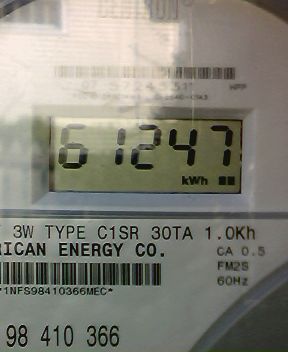 CENTRON®
61247
kWh
3W TYPE C1SR 30TA 1.0Kh
RICAN ENERGY CO.
CA 0.5
FM2S
60Hz
*1NFS98410366MEC*
98 410 366